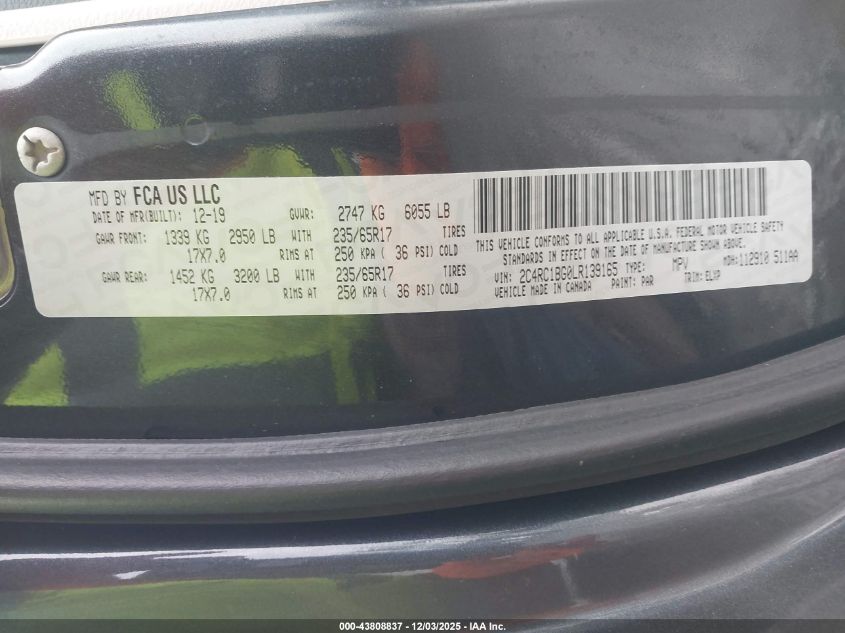 MFD BY FCA US LLC
DATE OF MFR(BUILT): 12-19 GVWR: 2747 KG 6055 LB
GAWR FRONT: 1339 KG 2950 LB WITH 235/65R17 TIRES
17X7.0 RIMS AT 250 KPA ( 36 PSI) COLD
GAWR REAR: 1452 KG 3200 LB WITH 235/65R17 TIRES
17X7.0 RIMS AT 250 KPA ( 36 PSI) COLD
THIS VEHICLE CONFORMS TO ALL APPLICABLE U.S.A. FEDERAL MOTOR VEHICLE SAFETY
STANDARDS IN EFFECT ON THE DATE OF MANUFACTURE SHOWN ABOVE.
VIN: 2C4RC1BG0LR139165 TYPE: MPV MDH:112910 511AA
VEHICLE MADE IN CANADA PAINT: PAR TRIM: ELXP
000-43808837 - 12/03/2025 - IAA Inc.